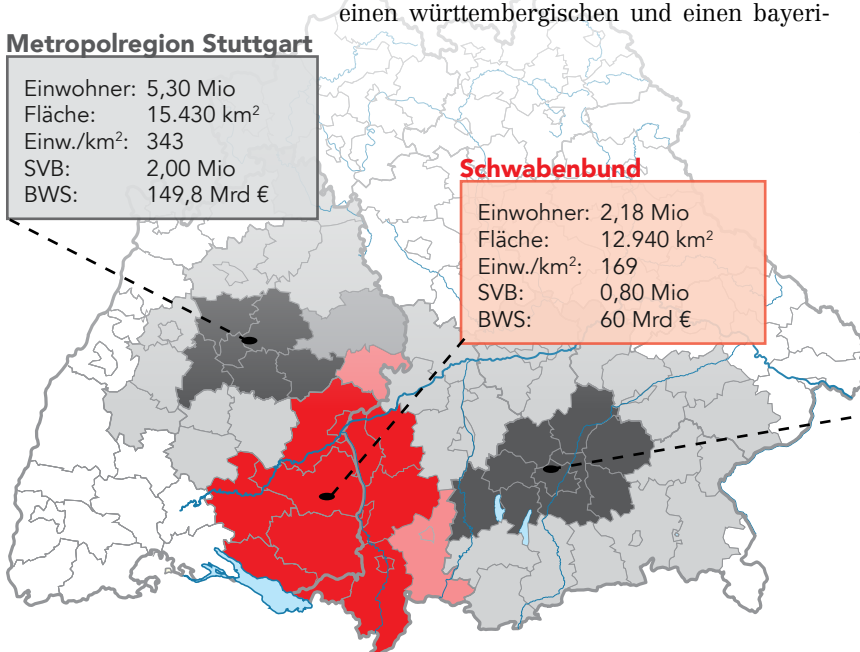 einen württembergischen und einen bayeri-
Metropolregion Stuttgart
Einwohner: 5,30 Mio
Fläche: 15.430 km²
Einw./km²: 343
SVB: 2,00 Mio
BWS: 149,8 Mrd €
Schwabenbund
Einwohner: 2,18 Mio
Fläche: 12.940 km²
Einw./km²: 169
SVB: 0,80 Mio
BWS: 60 Mrd €